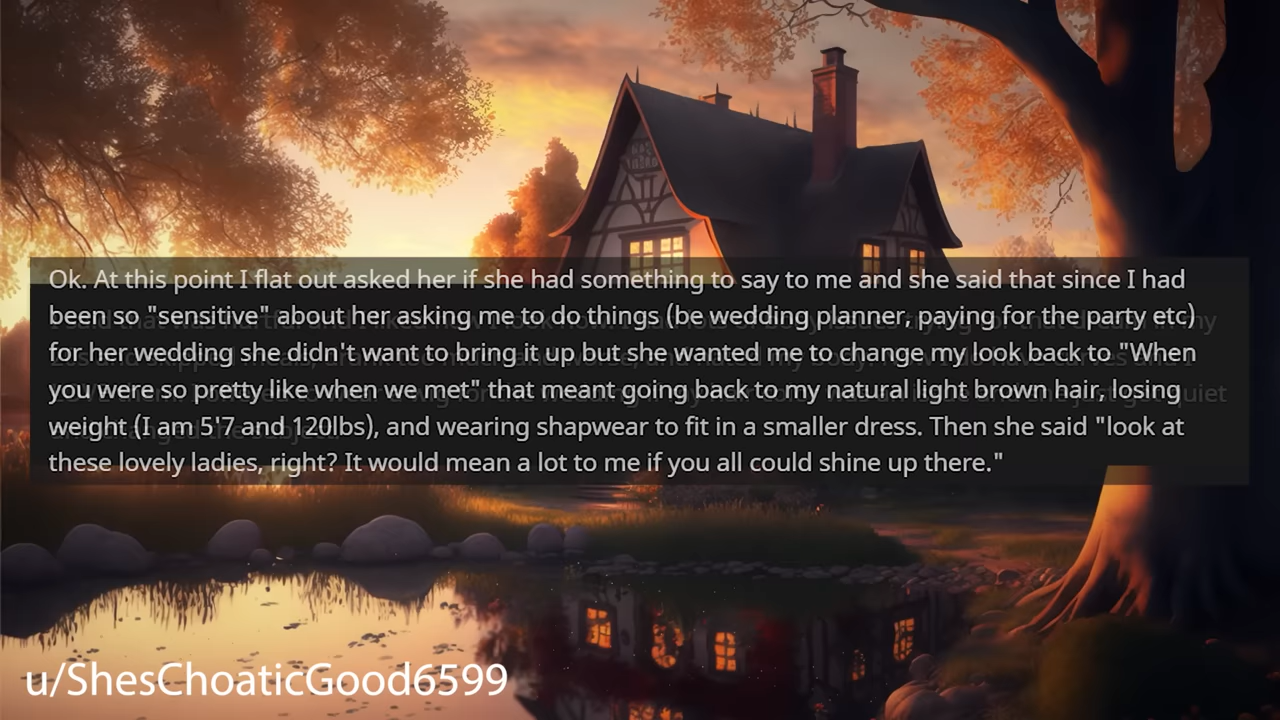 Ok. At this point I flat out asked her if she had something to say to me and she said that since I had
been so "sensitive" about her asking me to do things (be wedding planner, paying for the party etc)
for her wedding she didn't want to bring it up but she wanted me to change my look back to "When
you were so pretty like when we met" that meant going back to my natural light brown hair, losing
weight (I am 5'7 and 120lbs), and wearing shapwear to fit in a smaller dress. Then she said "look at
these lovely ladies, right? It would mean a lot to me if you all could shine up there."
u/ShesChoaticGood6599